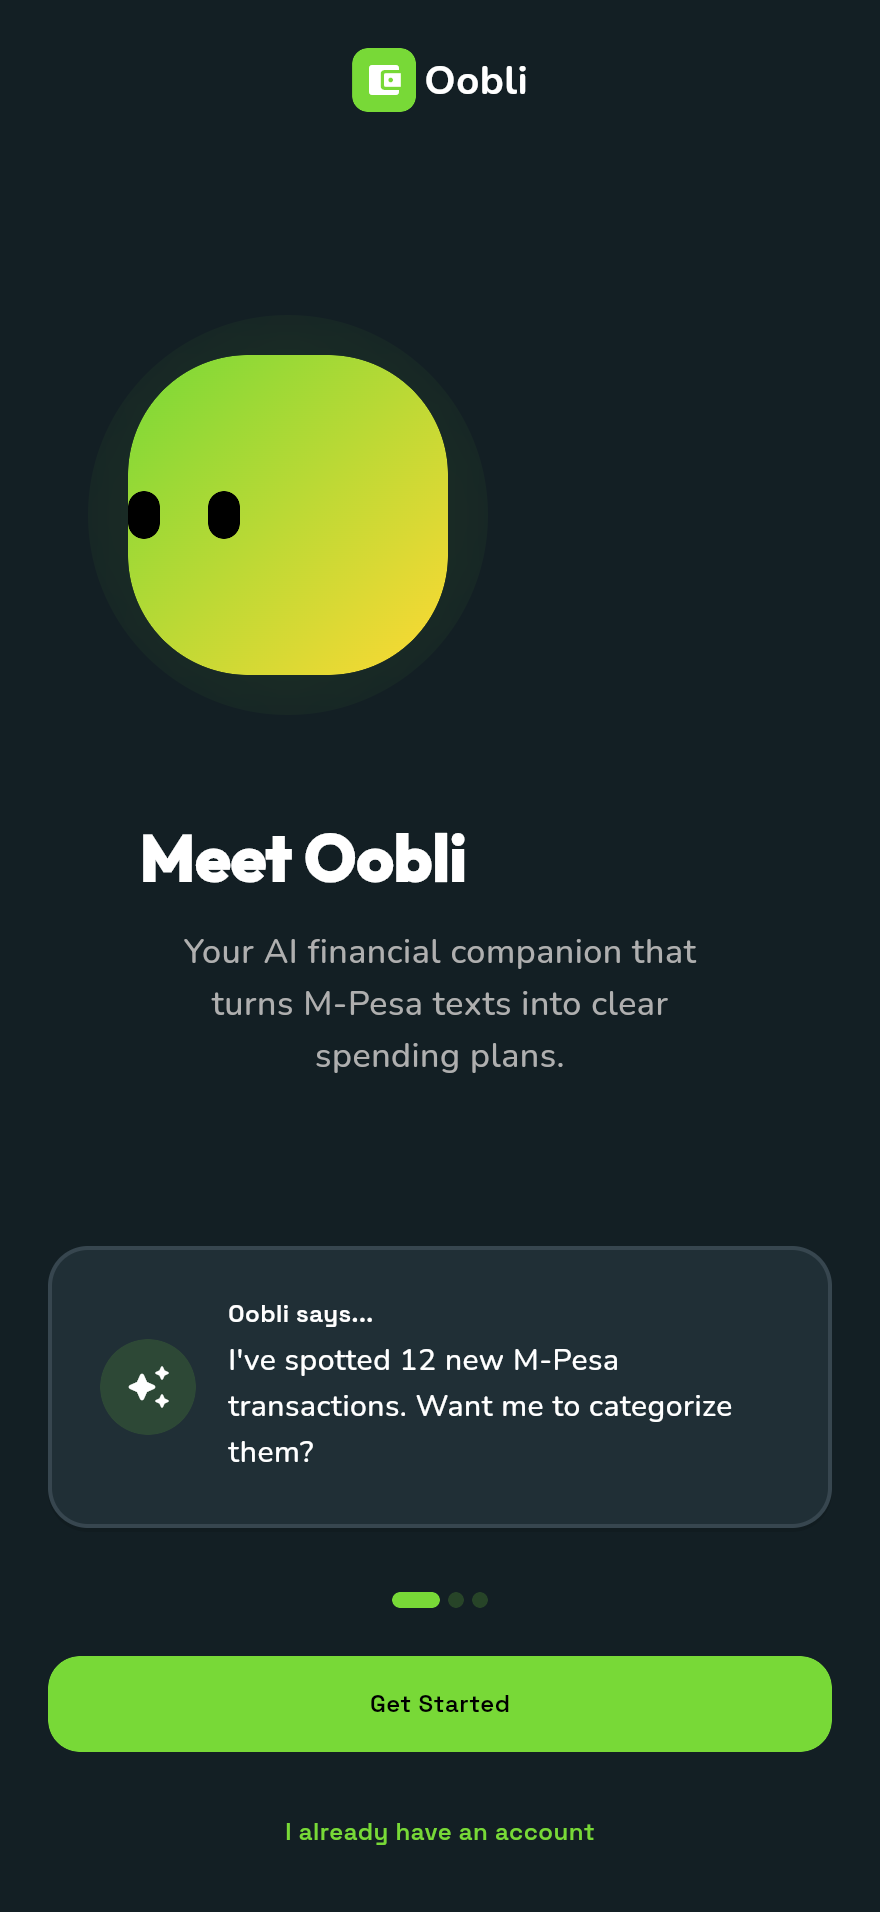 Oobli
Meet Oobli
Your AI financial companion that
turns M-Pesa texts into clear
spending plans.
Oobli says...
I've spotted 12 new M-Pesa
transactions. Want me to categorize
them?
Get Started
I already have an account